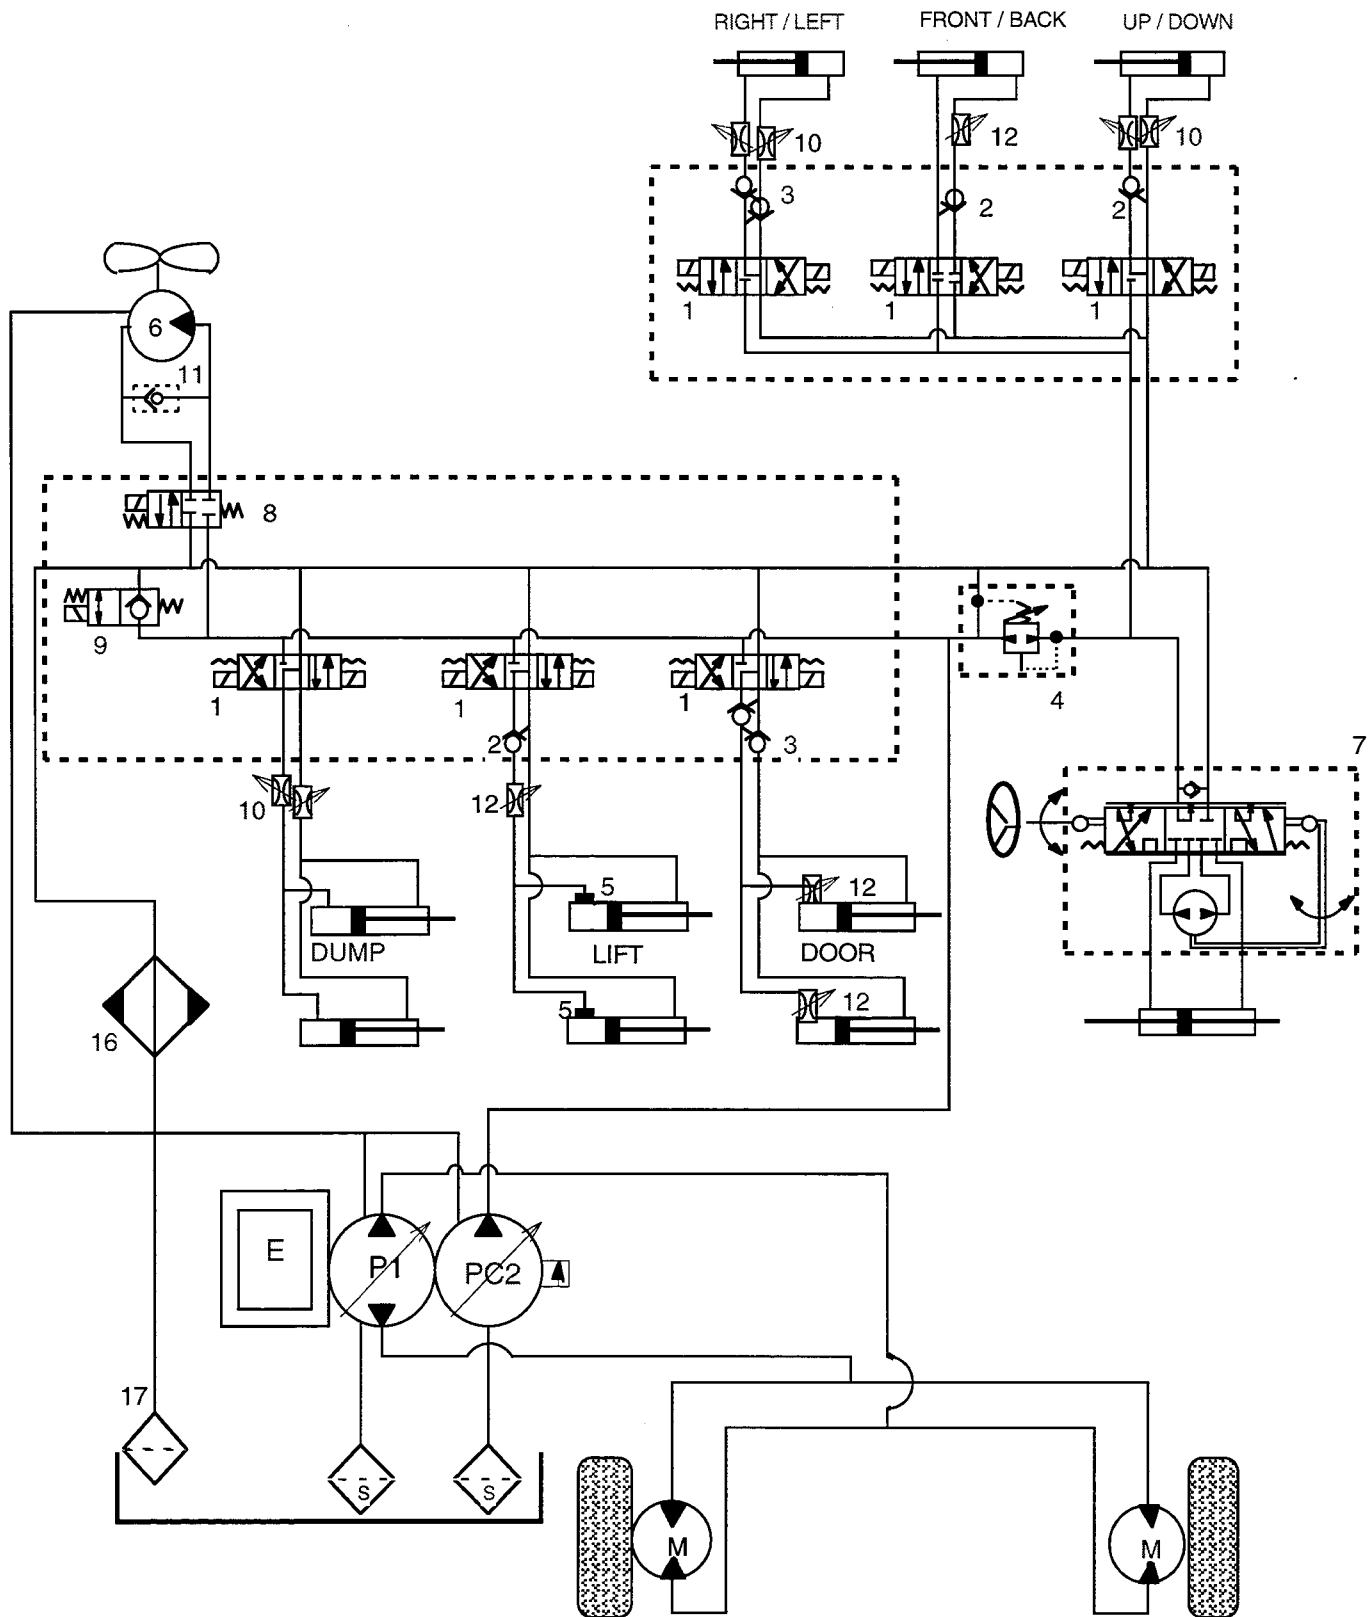 RIGHT / LEFT FRONT / BACK UP / DOWN
10 12 10
3 2 2
1 1 1
6
11
8
9
1 1 1 4
2 3 7
10 12
5 12
DUMP LIFT DOOR
5 12
16
E P1 PC2
17
S S
M M